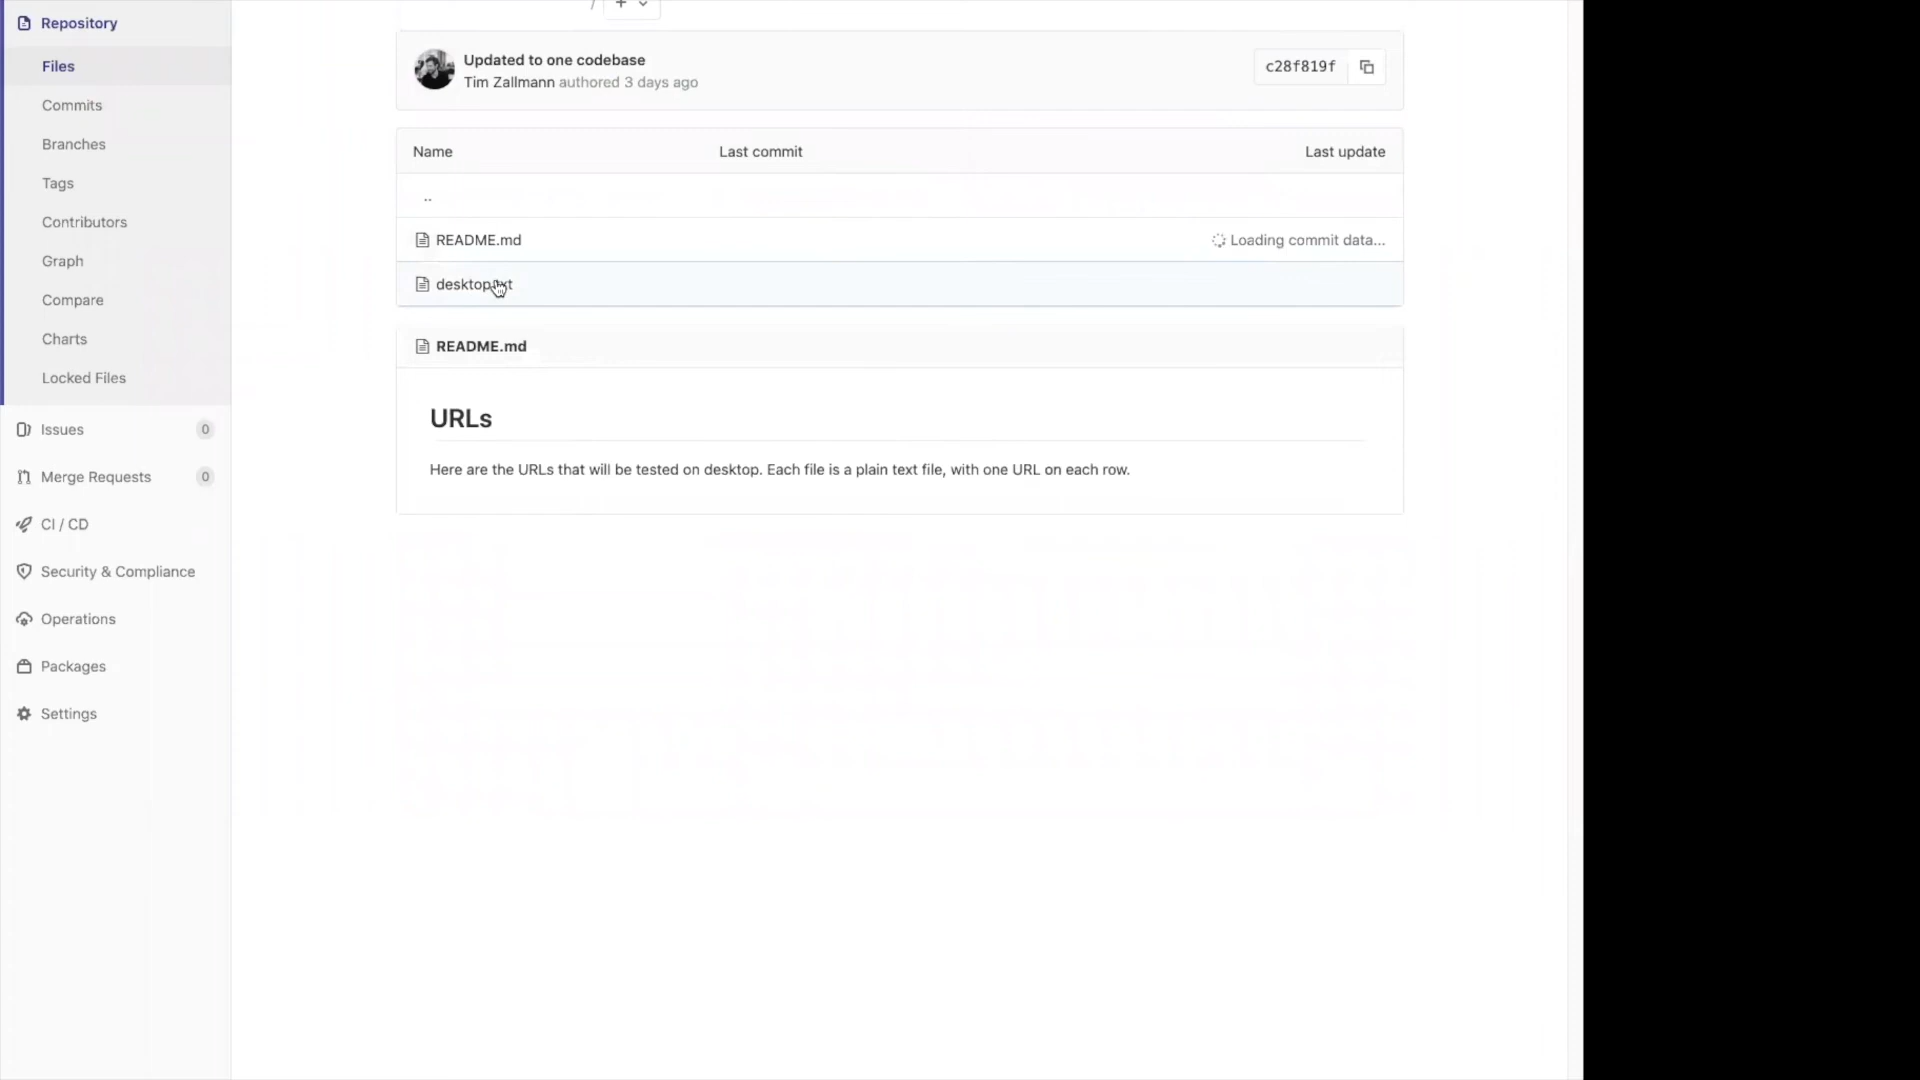 Repository
Files
Commits
Branches
Tags
Contributors
Graph
Compare
Charts
Locked Files
Issues 0
Merge Requests 0
CI / CD
Security & Compliance
Operations
Packages
Settings
/ +
Updated to one codebase
Tim Zallmann authored 3 days ago
c28f819f
Name Last commit Last update
..
README.md Loading commit data...
desktop.txt
README.md
URLs
Here are the URLs that will be tested on desktop. Each file is a plain text file, with one URL on each row.